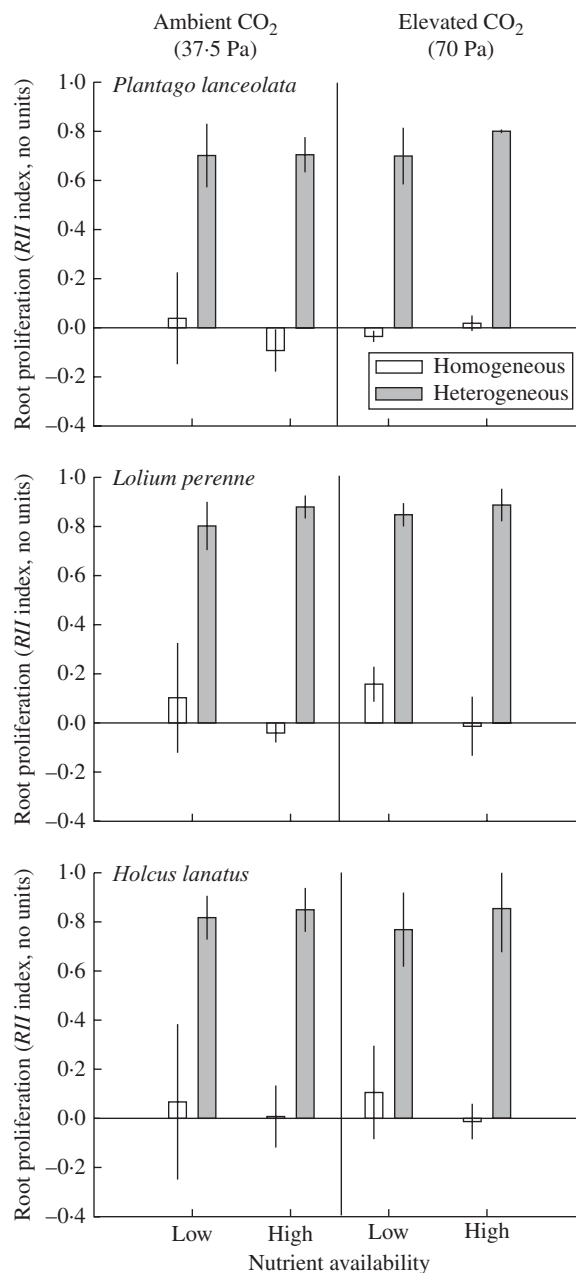 Ambient CO2
(37·5 Pa)
Elevated CO2
(70 Pa)
Root proliferation (RII index, no units)
Plantago lanceolata
1·0
0·8
0·6
0·4
0·2
0·0
–0·2
–0·4
Homogeneous
Heterogeneous
Root proliferation (RII index, no units)
Lolium perenne
1·0
0·8
0·6
0·4
0·2
0·0
–0·2
–0·4
Root proliferation (RII index, no units)
Holcus lanatus
1·0
0·8
0·6
0·4
0·2
0·0
–0·2
–0·4
Low High Low High
Nutrient availability